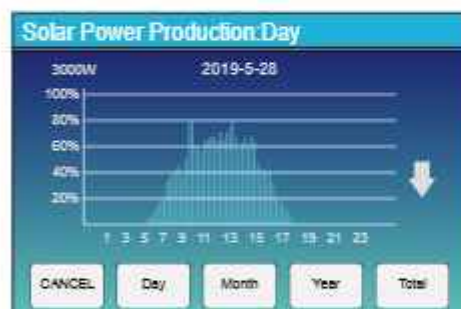 Solar Power Production:Day
3000W 2019-5-28
100%
80%
60%
40%
20%
1 3 5 7 9 11 13 15 17 19 21 23
CANCEL Day Month Year Total